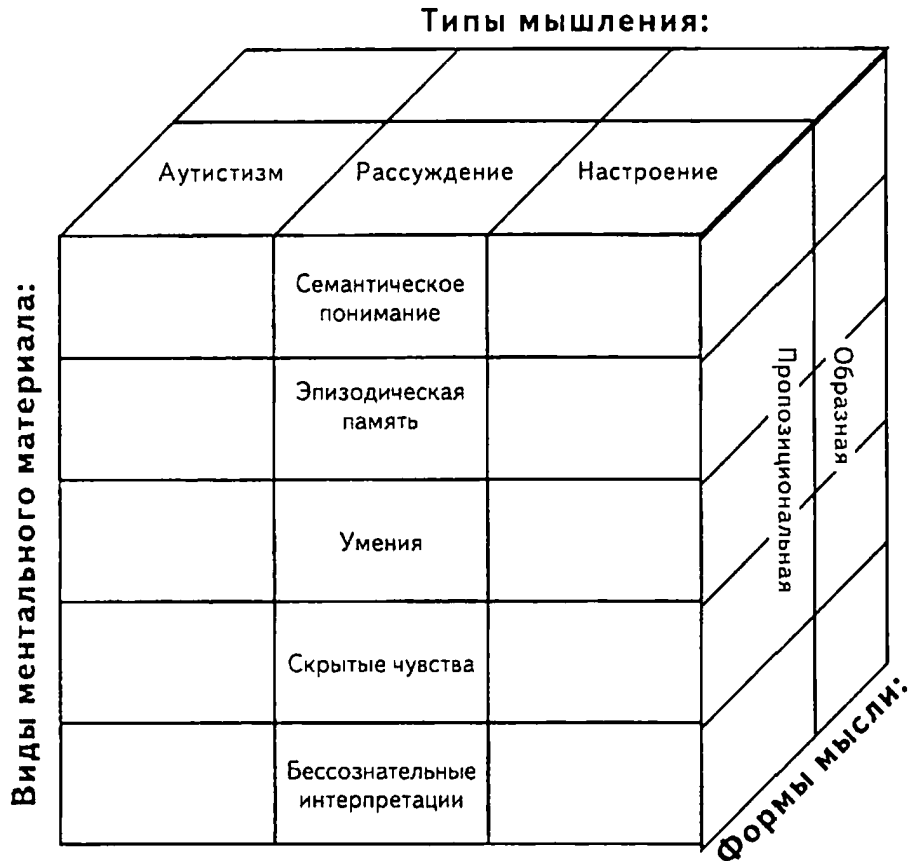 Типы мышления:
Аутистизм
Рассуждение
Настроение
Виды ментального материала:
Семантическое
понимание
Эпизодическая
память
Умения
Скрытые чувства
Бессознательные
интерпретации
Пропозициональная
Образная
Формы мысли: